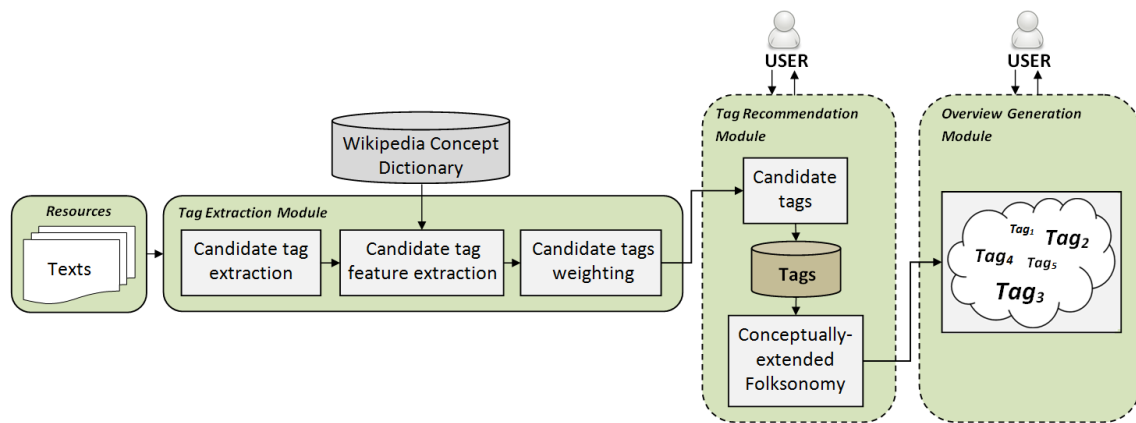 USER
USER
Tag Recommendation
Module
Overview Generation
Module
Wikipedia Concept
Dictionary
Candidate
tags
Resources
Tag Extraction Module
Texts
Candidate tag
extraction
Candidate tag
feature extraction
Candidate tags
weighting
Tags
Conceptually-
extended
Folksonomy
Tag₁
Tag₂
Tag₄
Tag₅
Tag₃